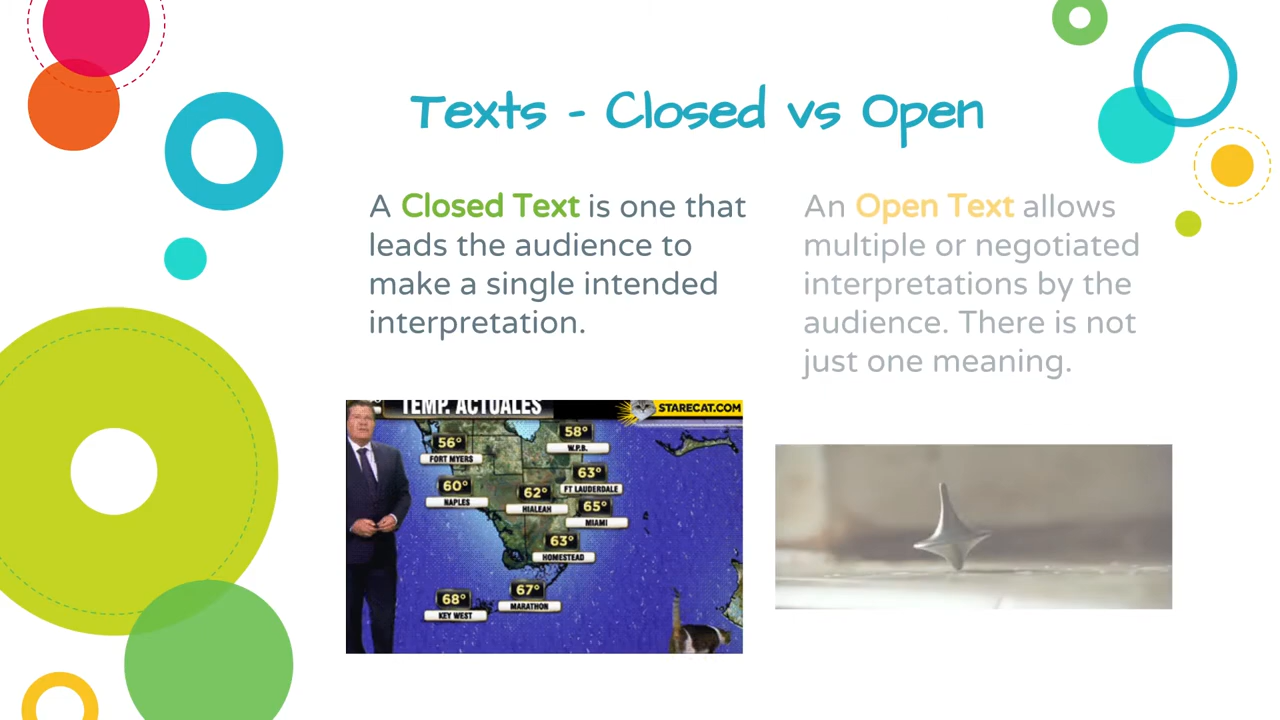 Texts - Closed vs Open
A Closed Text is one that
leads the audience to
make a single intended
interpretation.
An Open Text allows
multiple or negotiated
interpretations by the
audience. There is not
just one meaning.
TEMP. ACTUALES
STARECAT.COM
56°
FORT MYERS
58°
W.P.B.
63°
FT LAUDERDALE
60°
NAPLES
62°
HIALEAH
65°
MIAMI
63°
HOMESTEAD
67°
MARATHON
68°
KEY WEST